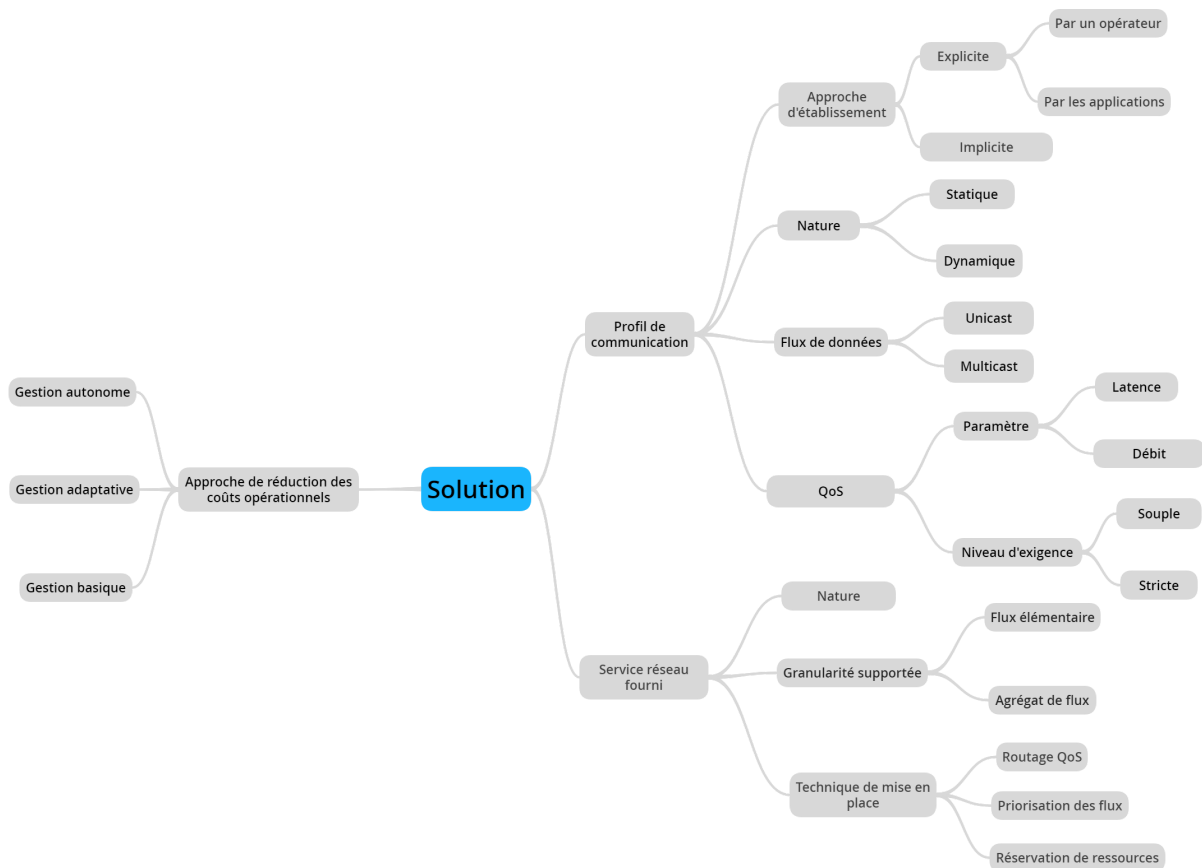 Solution
Approche de réduction des
coûts opérationnels
Gestion autonome
Gestion adaptative
Gestion basique
Profil de
communication
Approche
d'établissement
Explicite
Par un opérateur
Par les applications
Implicite
Nature
Statique
Dynamique
Flux de données
Unicast
Multicast
QoS
Paramètre
Latence
Débit
Niveau d'exigence
Souple
Stricte
Service réseau
fourni
Nature
Granularité supportée
Flux élémentaire
Agrégat de flux
Technique de mise en
place
Routage QoS
Priorisation des flux
Réservation de ressources